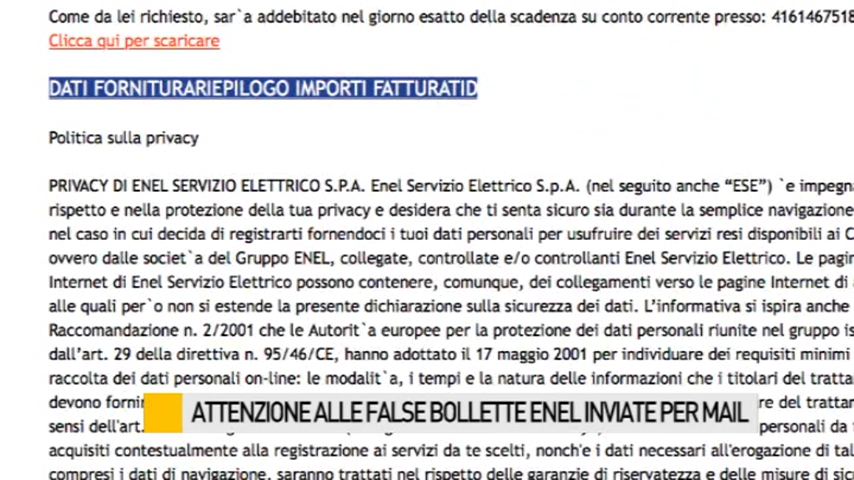 Come da lei richiesto, sar`a addebitato nel giorno esatto della scadenza su conto corrente presso: 4161467518
Clicca qui per scaricare
DATI FORNITURARIEPILOGO IMPORTI FATTURATID
Politica sulla privacy
PRIVACY DI ENEL SERVIZIO ELETTRICO S.P.A. Enel Servizio Elettrico S.p.A. (nel seguito anche “ESE”) `e impegna
rispetto e nella protezione della tua privacy e desidera che ti senta sicuro sia durante la semplice navigazione
nel caso in cui decida di registrarti fornendoci i tuoi dati personali per usufruire dei servizi resi disponibili ai C
ovvero dalle societ`a del Gruppo ENEL, collegate, controllate e/o controllanti Enel Servizio Elettrico. Le pagin
Internet di Enel Servizio Elettrico possono contenere, comunque, dei collegamenti verso le pagine Internet di
alle quali per`o non si estende la presente dichiarazione sulla sicurezza dei dati. L’informativa si ispira anche
Raccomandazione n. 2/2001 che le Autorit`a europee per la protezione dei dati personali riunite nel gruppo is
dall’art. 29 della direttiva n. 95/46/CE, hanno adottato il 17 maggio 2001 per individuare dei requisiti minimi
raccolta dei dati personali on-line: le modalit`a, i tempi e la natura delle informazioni che i titolari del tratta
devono forni re del trattar
ATTENZIONE ALLE FALSE BOLLETTE ENEL INVIATE PER MAIL
sensi dell'art. personali da
acquisiti contestualmente alla registrazione ai servizi da te scelti, nonch'e i dati necessari all'erogazione di tal
compresi i dati di navigazione, saranno trattati nel rispetto delle garanzie di riservatezza e delle misure di sicu